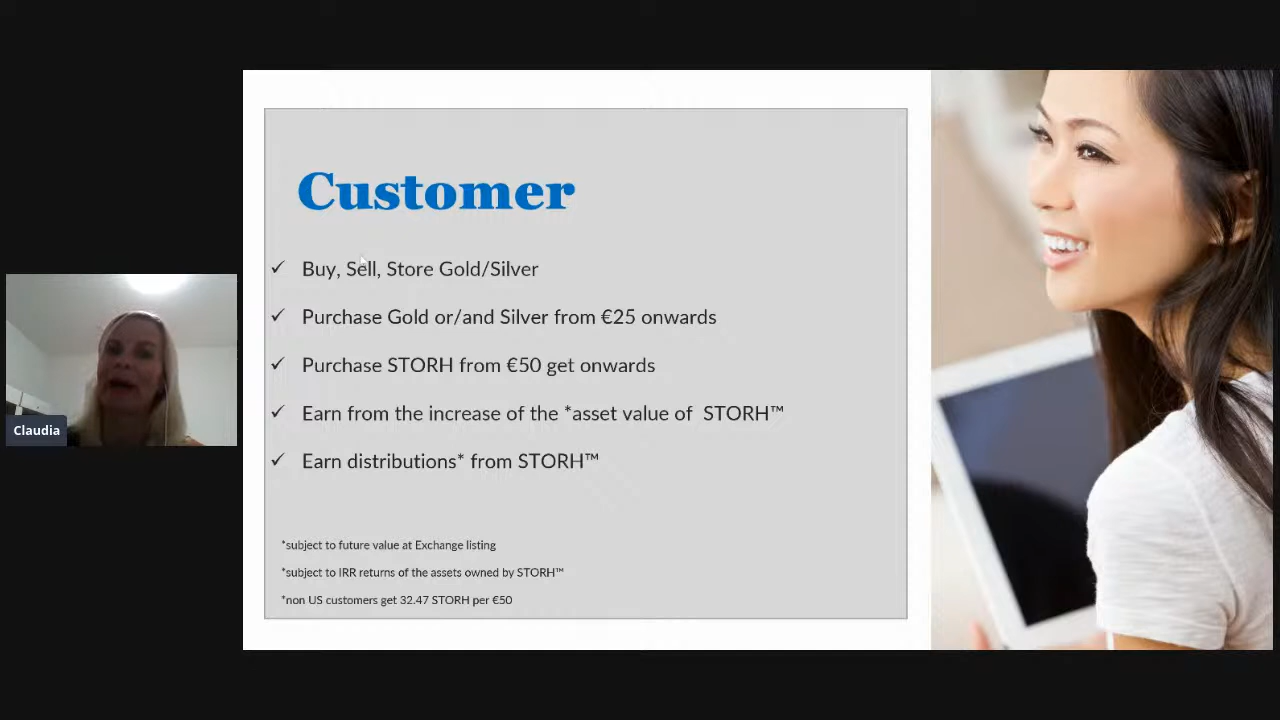 Customer
✓ Buy, Sell, Store Gold/Silver
✓ Purchase Gold or/and Silver from €25 onwards
✓ Purchase STORH from €50 get onwards
✓ Earn from the increase of the *asset value of STORH™
✓ Earn distributions* from STORH™
Claudia
*subject to future value at Exchange listing
*subject to IRR returns of the assets owned by STORH™
*non US customers get 32.47 STORH per €50